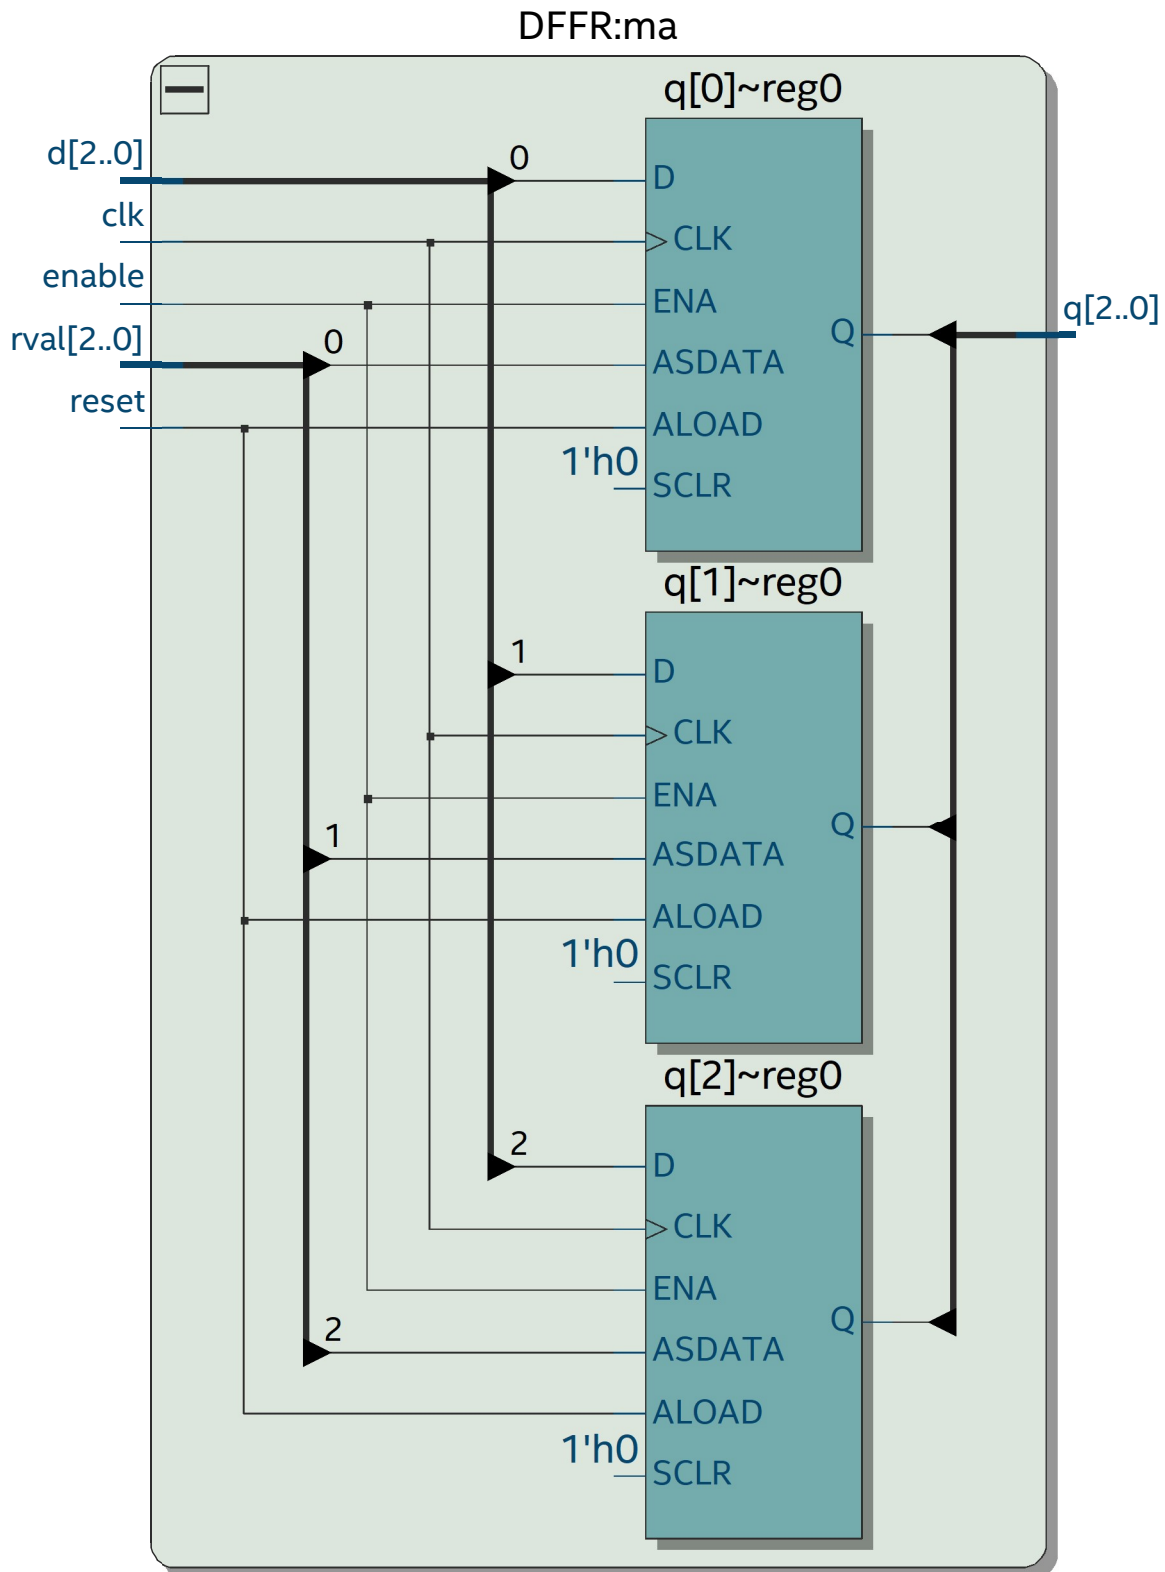 DFFR:ma
q[0]~reg0
d[2..0]
0
D
clk
CLK
enable
ENA
q[2..0]
rval[2..0]
0
Q
ASDATA
reset
ALOAD
1'h0
SCLR
q[1]~reg0
1
D
CLK
ENA
1
Q
ASDATA
ALOAD
1'h0
SCLR
q[2]~reg0
2
D
CLK
ENA
2
Q
ASDATA
ALOAD
1'h0
SCLR